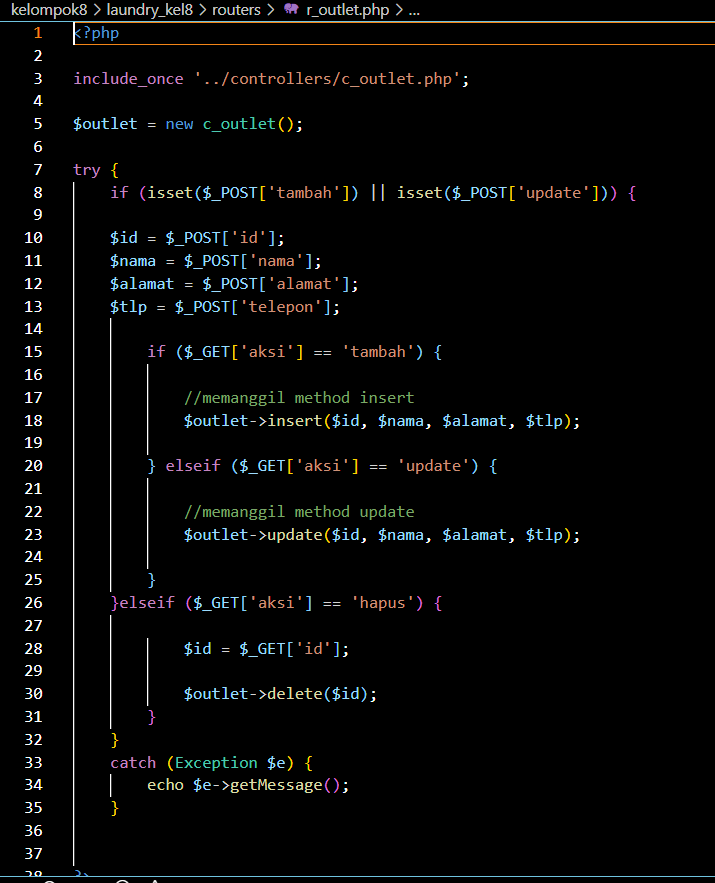 kelompok8 > laundry_kel8 > routers > r_outlet.php > ...
1 <?php
2
3 include_once '../controllers/c_outlet.php';
4
5 $outlet = new c_outlet();
6
7 try {
8 if (isset($_POST['tambah']) || isset($_POST['update'])) {
9
10 $id = $_POST['id'];
11 $nama = $_POST['nama'];
12 $alamat = $_POST['alamat'];
13 $tlp = $_POST['telepon'];
14
15 if ($_GET['aksi'] == 'tambah') {
16
17 //memanggil method insert
18 $outlet->insert($id, $nama, $alamat, $tlp);
19
20 } elseif ($_GET['aksi'] == 'update') {
21
22 //memanggil method update
23 $outlet->update($id, $nama, $alamat, $tlp);
24
25 }
26 }elseif ($_GET['aksi'] == 'hapus') {
27
28 $id = $_GET['id'];
29
30 $outlet->delete($id);
31 }
32 }
33 catch (Exception $e) {
34 echo $e->getMessage();
35 }
36
37
38 ?>